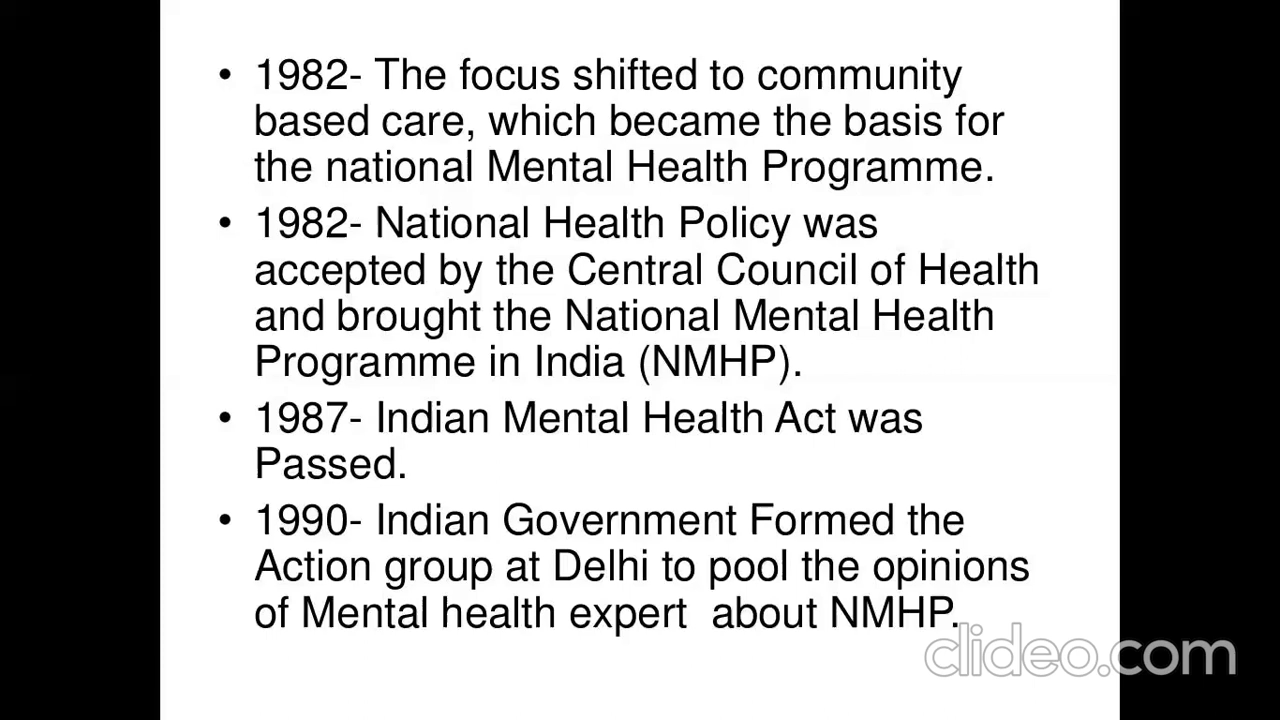 • 1982- The focus shifted to community
based care, which became the basis for
the national Mental Health Programme.
• 1982- National Health Policy was
accepted by the Central Council of Health
and brought the National Mental Health
Programme in India (NMHP).
• 1987- Indian Mental Health Act was
Passed.
• 1990- Indian Government Formed the
Action group at Delhi to pool the opinions
of Mental health expert  about NMHP.
clideo.com